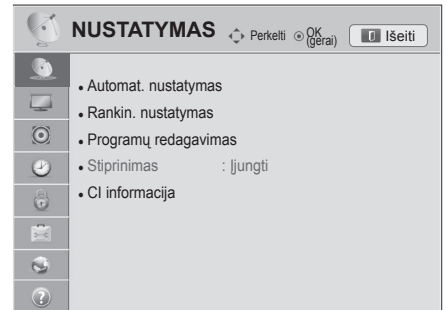 NUSTATYMAS Perkelti OK (gerai) Išeiti
• Automat. nustatymas
• Rankin. nustatymas
• Programų redagavimas
• Stiprinimas : Įjungti
• CI informacija